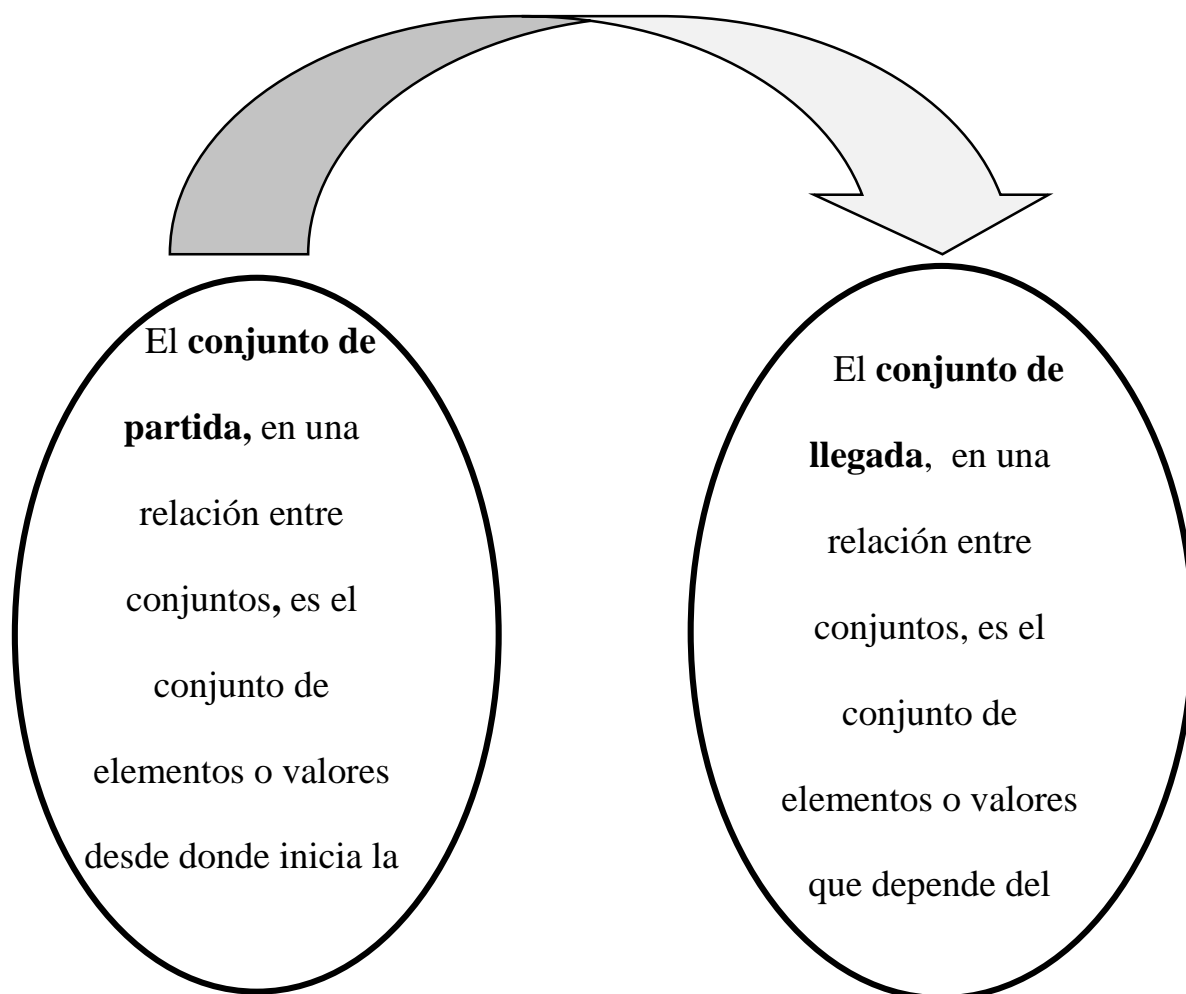 El conjunto de
partida, en una
relación entre
conjuntos, es el
conjunto de
elementos o valores
desde donde inicia la
El conjunto de
llegada, en una
relación entre
conjuntos, es el
conjunto de
elementos o valores
que depende del